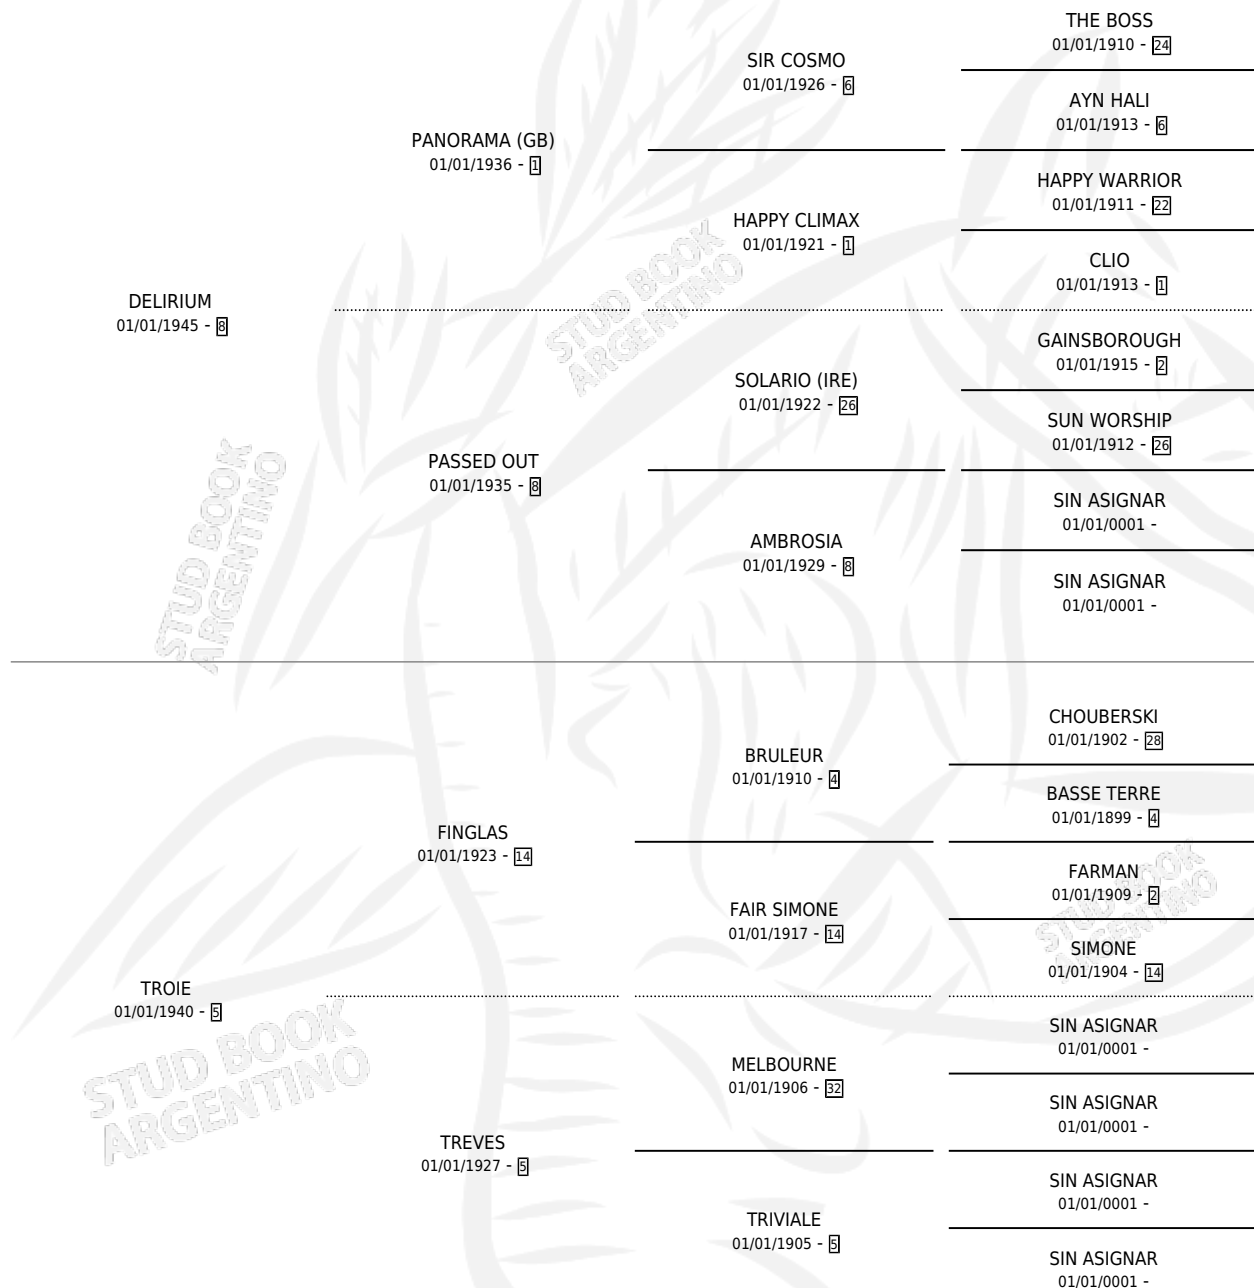 THE BOSS
01/01/1910 - 24
SIR COSMO
01/01/1926 - 6
AYN HALI
01/01/1913 - 6
PANORAMA (GB)
01/01/1936 - 1
HAPPY WARRIOR
01/01/1911 - 22
HAPPY CLIMAX
01/01/1921 - 1
CLIO
01/01/1913 - 1
DELIRIUM
01/01/1945 - 8
GAINSBOROUGH
01/01/1915 - 2
SOLARIO (IRE)
01/01/1922 - 26
SUN WORSHIP
01/01/1912 - 26
PASSED OUT
01/01/1935 - 8
SIN ASIGNAR
01/01/0001 -
AMBROSIA
01/01/1929 - 8
SIN ASIGNAR
01/01/0001 -
STUD BOOK
ARGENTINO
STUD BOOK
ARGENTINO
CHOUBERSKI
01/01/1902 - 28
BRULEUR
01/01/1910 - 4
BASSE TERRE
01/01/1899 - 4
FINGLAS
01/01/1923 - 14
FARMAN
01/01/1909 - 2
FAIR SIMONE
01/01/1917 - 14
SIMONE
01/01/1904 - 14
STUD BOOK
ARGENTINO
TROIE
01/01/1940 - 5
SIN ASIGNAR
01/01/0001 -
MELBOURNE
01/01/1906 - 32
SIN ASIGNAR
01/01/0001 -
STUD BOOK
ARGENTINO
TREVES
01/01/1927 - 5
SIN ASIGNAR
01/01/0001 -
TRIVIALE
01/01/1905 - 5
SIN ASIGNAR
01/01/0001 -